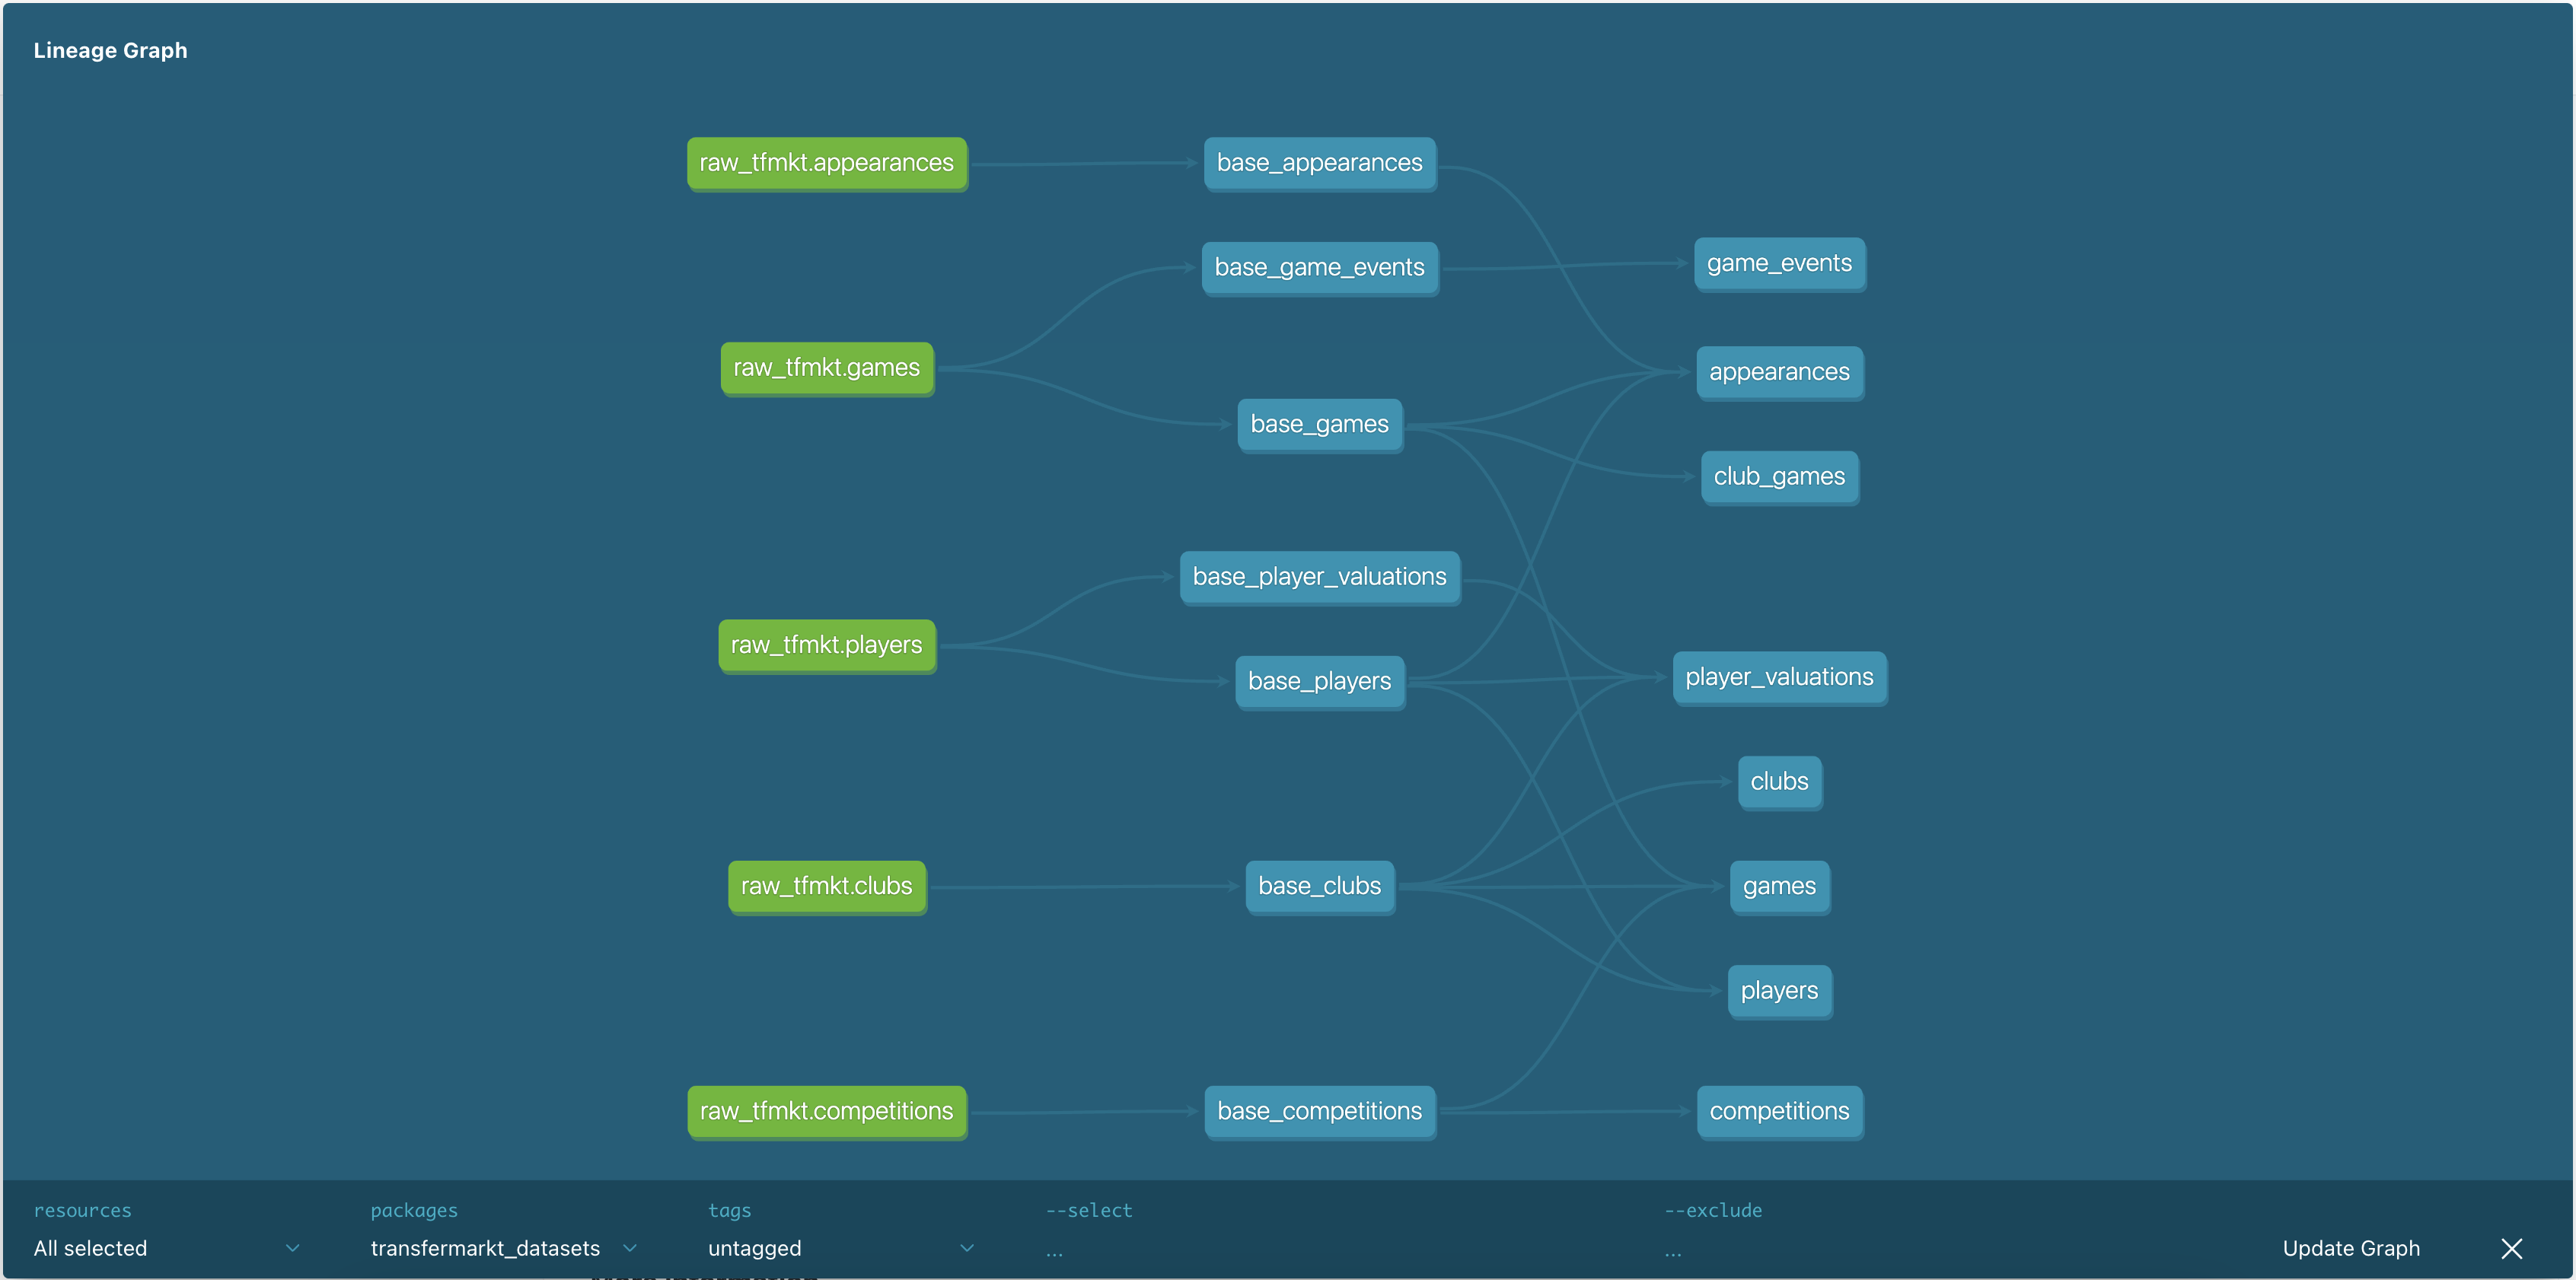 Lineage Graph
raw_tfmkt.appearances
base_appearances
base_game_events
game_events
raw_tfmkt.games
appearances
base_games
club_games
base_player_valuations
raw_tfmkt.players
base_players
player_valuations
clubs
raw_tfmkt.clubs
base_clubs
games
players
raw_tfmkt.competitions
base_competitions
competitions
resources
packages
tags
--select
--exclude
All selected
transfermarkt_datasets
untagged
...
...
Update Graph